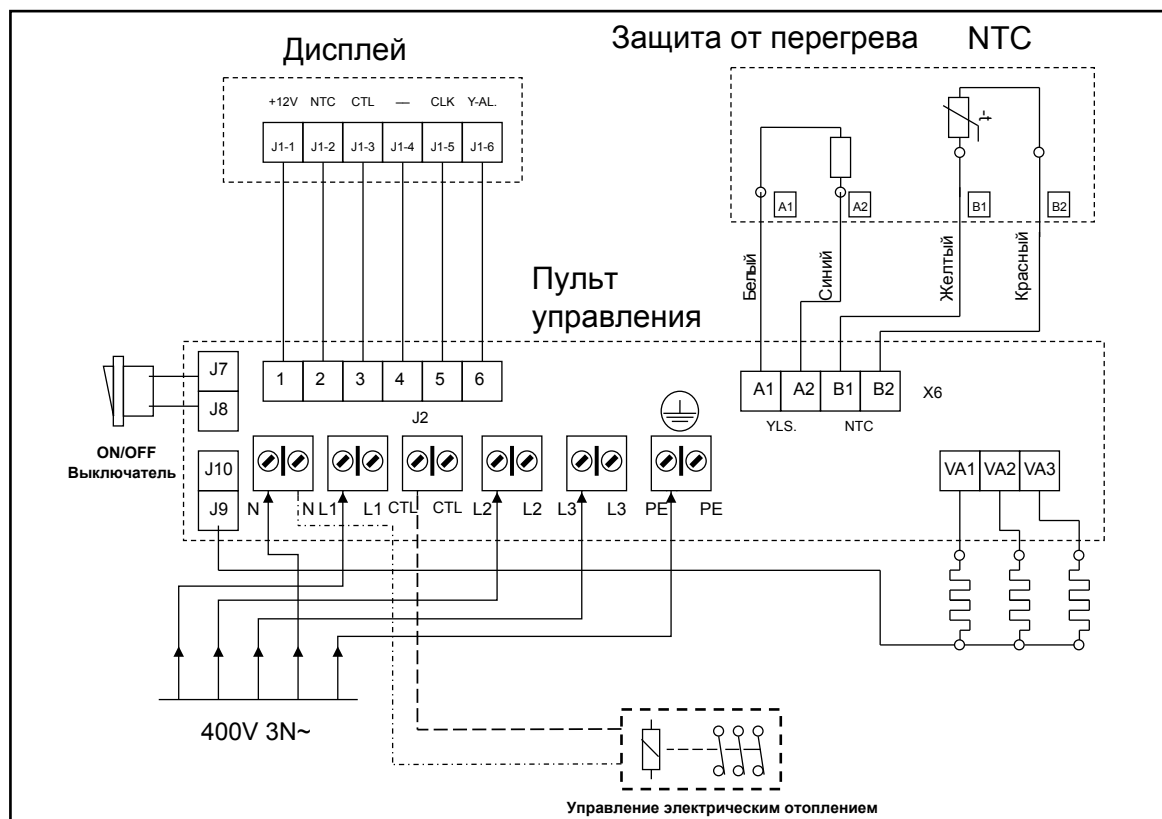 Дисплей
Защита от перегрева NTC
+12V NTC CTL — CLK Y-AL.
J1-1 J1-2 J1-3 J1-4 J1-5 J1-6
-t
A1 A2 B1 B2
Белый
Синий
Желтый
Красный
Пульт
управления
J7
J8
ON/OFF
Выключатель
1 2 3 4 5 6
J2
A1 A2 B1 B2 X6
YLS. NTC
J10
J9
N N L1 L1 CTL CTL L2 L2 L3 L3 PE PE
VA1 VA2 VA3
400V 3N~
Управление электрическим отоплением